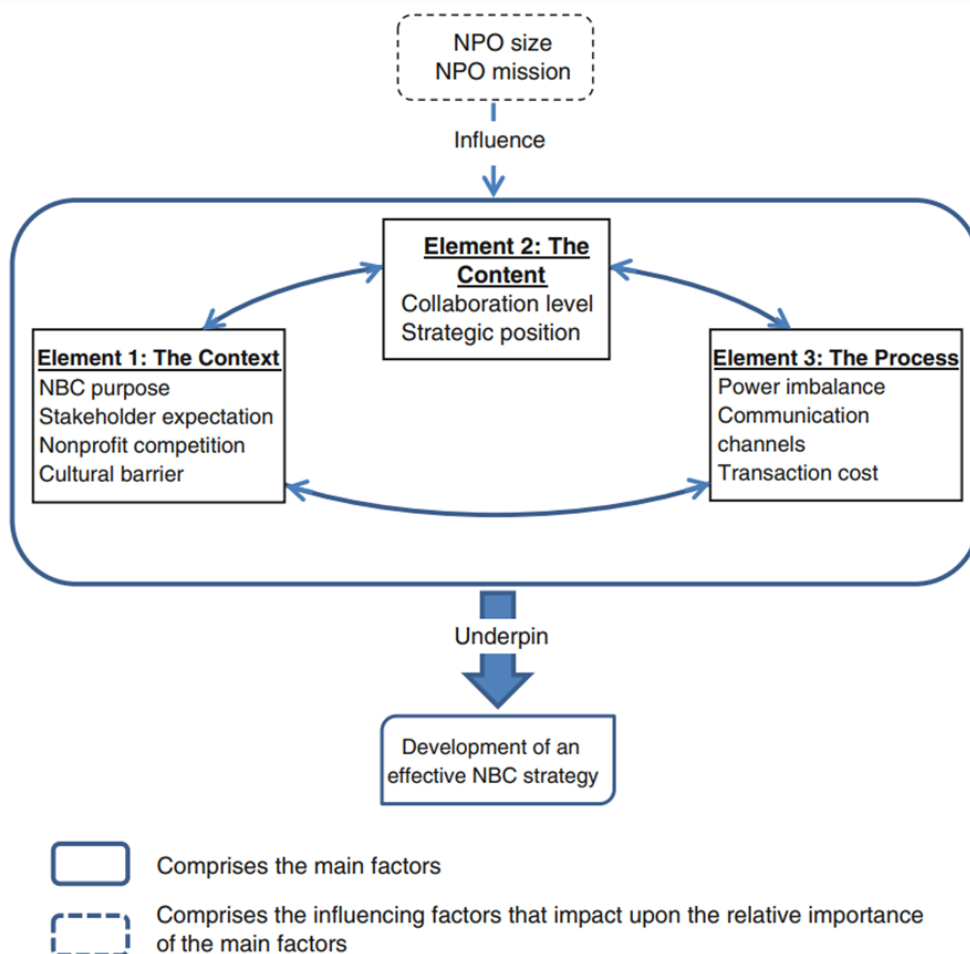 NPO size
NPO mission
Influence
Element 2: The
Content
Collaboration level
Strategic position
Element 1: The Context
NBC purpose
Stakeholder expectation
Nonprofit competition
Cultural barrier
Element 3: The Process
Power imbalance
Communication
channels
Transaction cost
Underpin
Development of an
effective NBC strategy
Comprises the main factors
Comprises the influencing factors that impact upon the relative importance
of the main factors